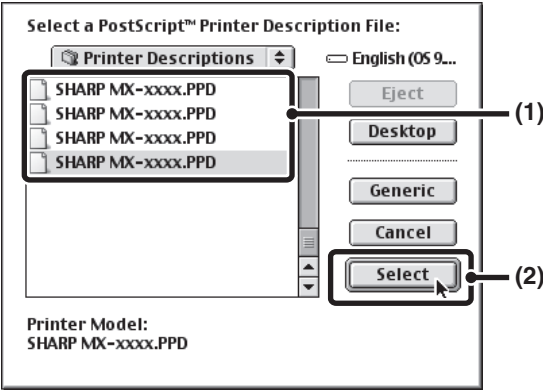 Select a PostScript™ Printer Description File:
Printer Descriptions
English (OS 9....
SHARP MX-xxxx.PPD
SHARP MX-xxxx.PPD
SHARP MX-xxxx.PPD
SHARP MX-xxxx.PPD
Eject
(1)
Desktop
Generic
Cancel
Select
(2)
Printer Model:
SHARP MX-xxxx.PPD